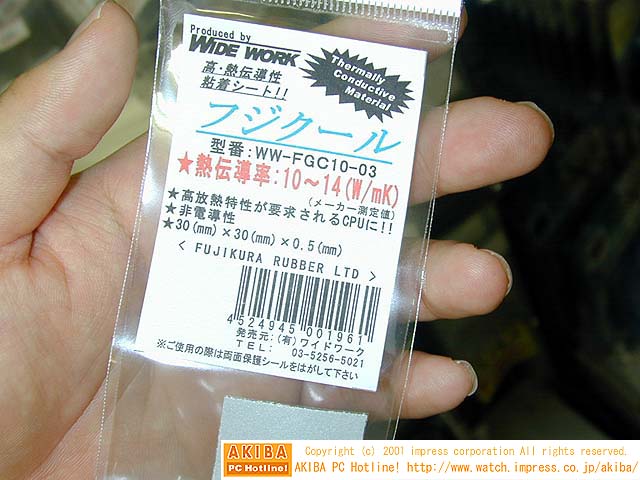 Produced by
WIDE WORK
高・熱伝導性
粘着シート!!
Thermally
Conductive
Material
フジクール
型番:WW-FGC10-03
★熱伝導率:10～14(W/mK)
(メーカー測定値)
★高放熱特性が要求されるCPUに!!
★非電導性
★30(mm)×30(mm)×0.5(mm)
< FUJIKURA RUBBER LTD >
4 524945 001961
発売元:(有)ワイドワーク
TEL: 03-5256-5021
※ご使用の際は両面保護シールをはがして下さい
AKIBA
PC Hotline!
Copyright (c) 2001 impress corporation All rights reserved.
AKIBA PC Hotline! http://www.watch.impress.co.jp/akiba/